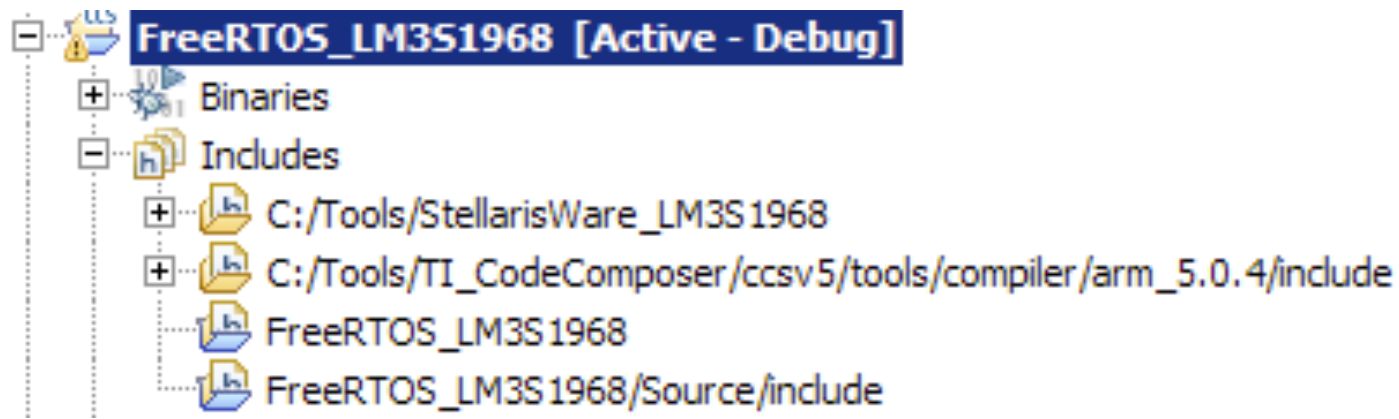 FreeRTOS_LM3S1968 [Active - Debug]
Binaries
Includes
C:/Tools/StellarisWare_LM3S1968
C:/Tools/TI_CodeComposer/ccsv5/tools/compiler/arm_5.0.4/include
FreeRTOS_LM3S1968
FreeRTOS_LM3S1968/Source/include